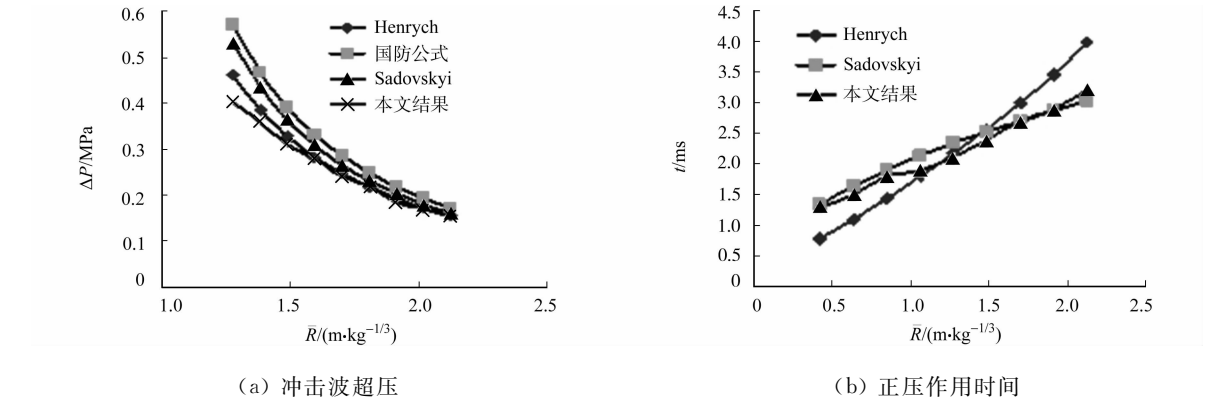 0.6
0.5
0.4
0.3
0.2
0.1
0
ΔP/MPa
Henrych
国防公式
Sadovskyi
本文结果
1.0
1.5
2.0
2.5
R̄/(m·kg⁻¹/³)
(a) 冲击波超压
4.5
4.0
3.5
3.0
2.5
2.0
1.5
1.0
0.5
0
t/ms
Henrych
Sadovskyi
本文结果
0
0.5
1.0
1.5
2.0
2.5
R̄/(m·kg⁻¹/³)
(b) 正压作用时间